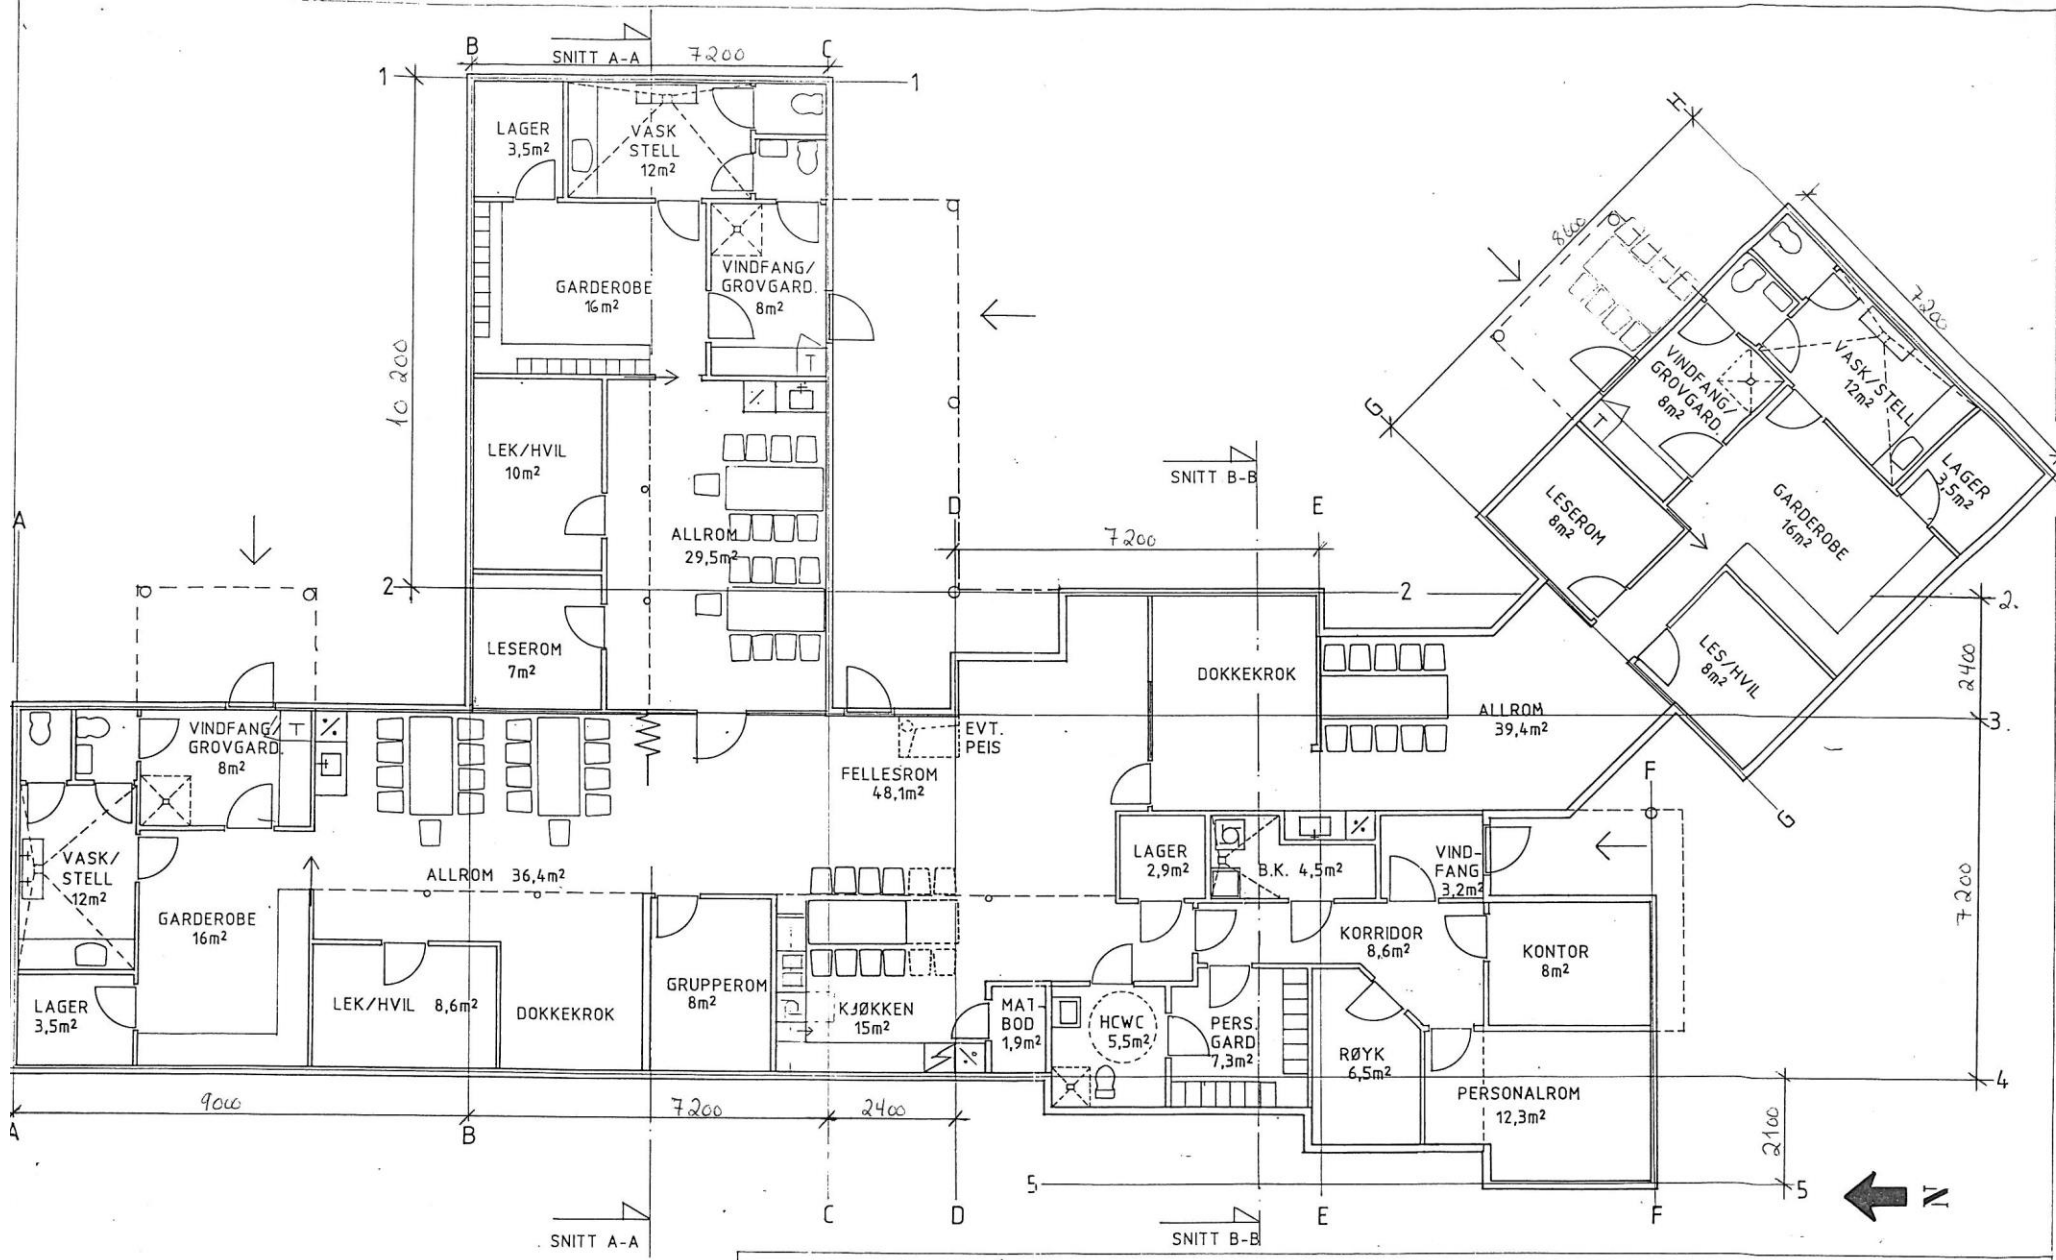 B
SNITT A-A
7200
C
1
1
LAGER
3,5m²
VASK
STELL
12m²
GARDEROBE
16m²
VINDFANG/
GROVGARD.
8m²
T
10 200
LEK/HVIL
10m²
ALLROM
29,5m²
LESEROM
7m²
2
2
2.
H
8600
7200
G
VINDFANG/
GROVGARD.
8m²
T
VASK/STELL
12m²
LAGER
3,5m²
LESEROM
8m²
GARDEROBE
16m²
LES/HVIL
8m²
G
SNITT B-B
D
E
7200
DOKKEKROK
ALLROM
39,4m²
2400
3.
A
VINDFANG/
GROVGARD.
8m²
T
EVT.
PEIS
FELLESROM
48,1m²
F
VASK/
STELL
12m²
ALLROM 36,4m²
GARDEROBE
16m²
LAGER
3,5m²
LEK/HVIL 8,6m²
DOKKEKROK
GRUPPEROM
8m²
KJØKKEN
15m²
LAGER
2,9m²
B.K. 4,5m²
VIND-
FANG
3,2m²
KORRIDOR
8,6m²
KONTOR
8m²
7200
MAT-
BOD
1,9m²
HCWC
5,5m²
PERS.
GARD
7,3m²
RØYK
6,5m²
PERSONALROM
12,3m²
4
9000
7200
2400
2100
A
B
5
5
N
C
D
E
F
SNITT A-A
SNITT B-B